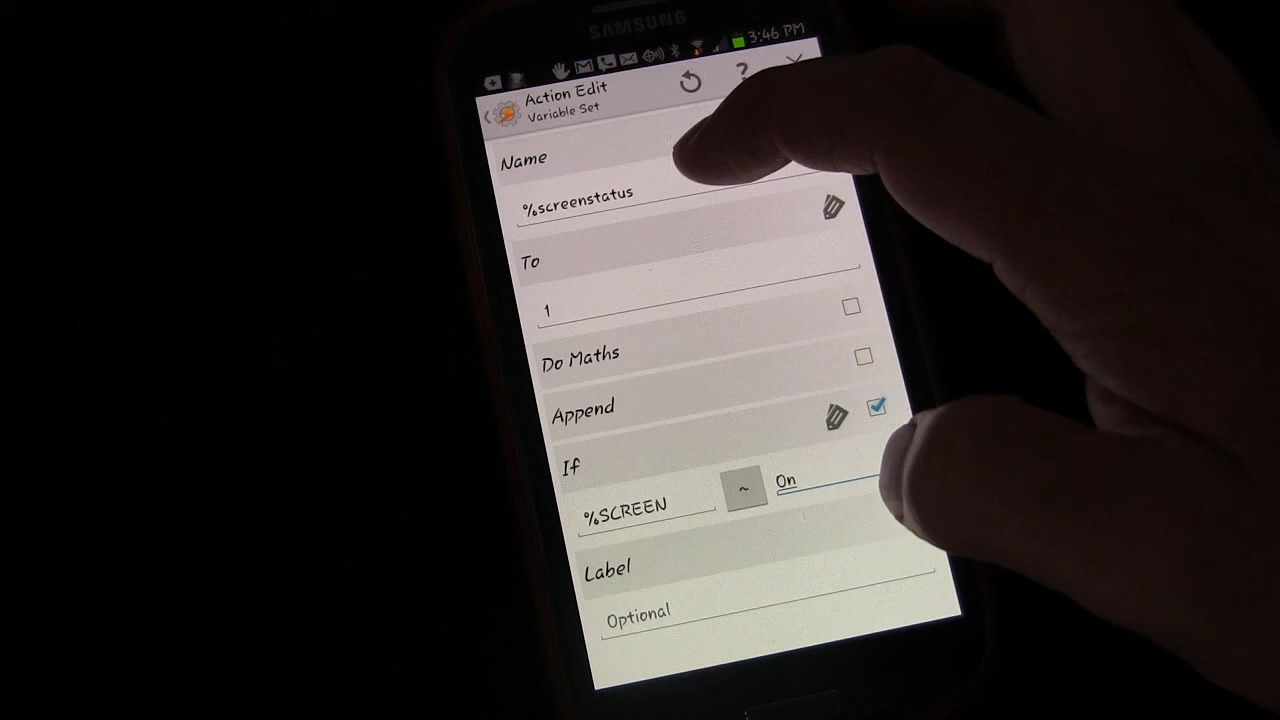 SAMSUNG
3:46 PM
Action Edit
Variable Set
?
Name
%screenstatus
To
1
Do Maths
Append
If
%SCREEN
~
On
Label
Optional